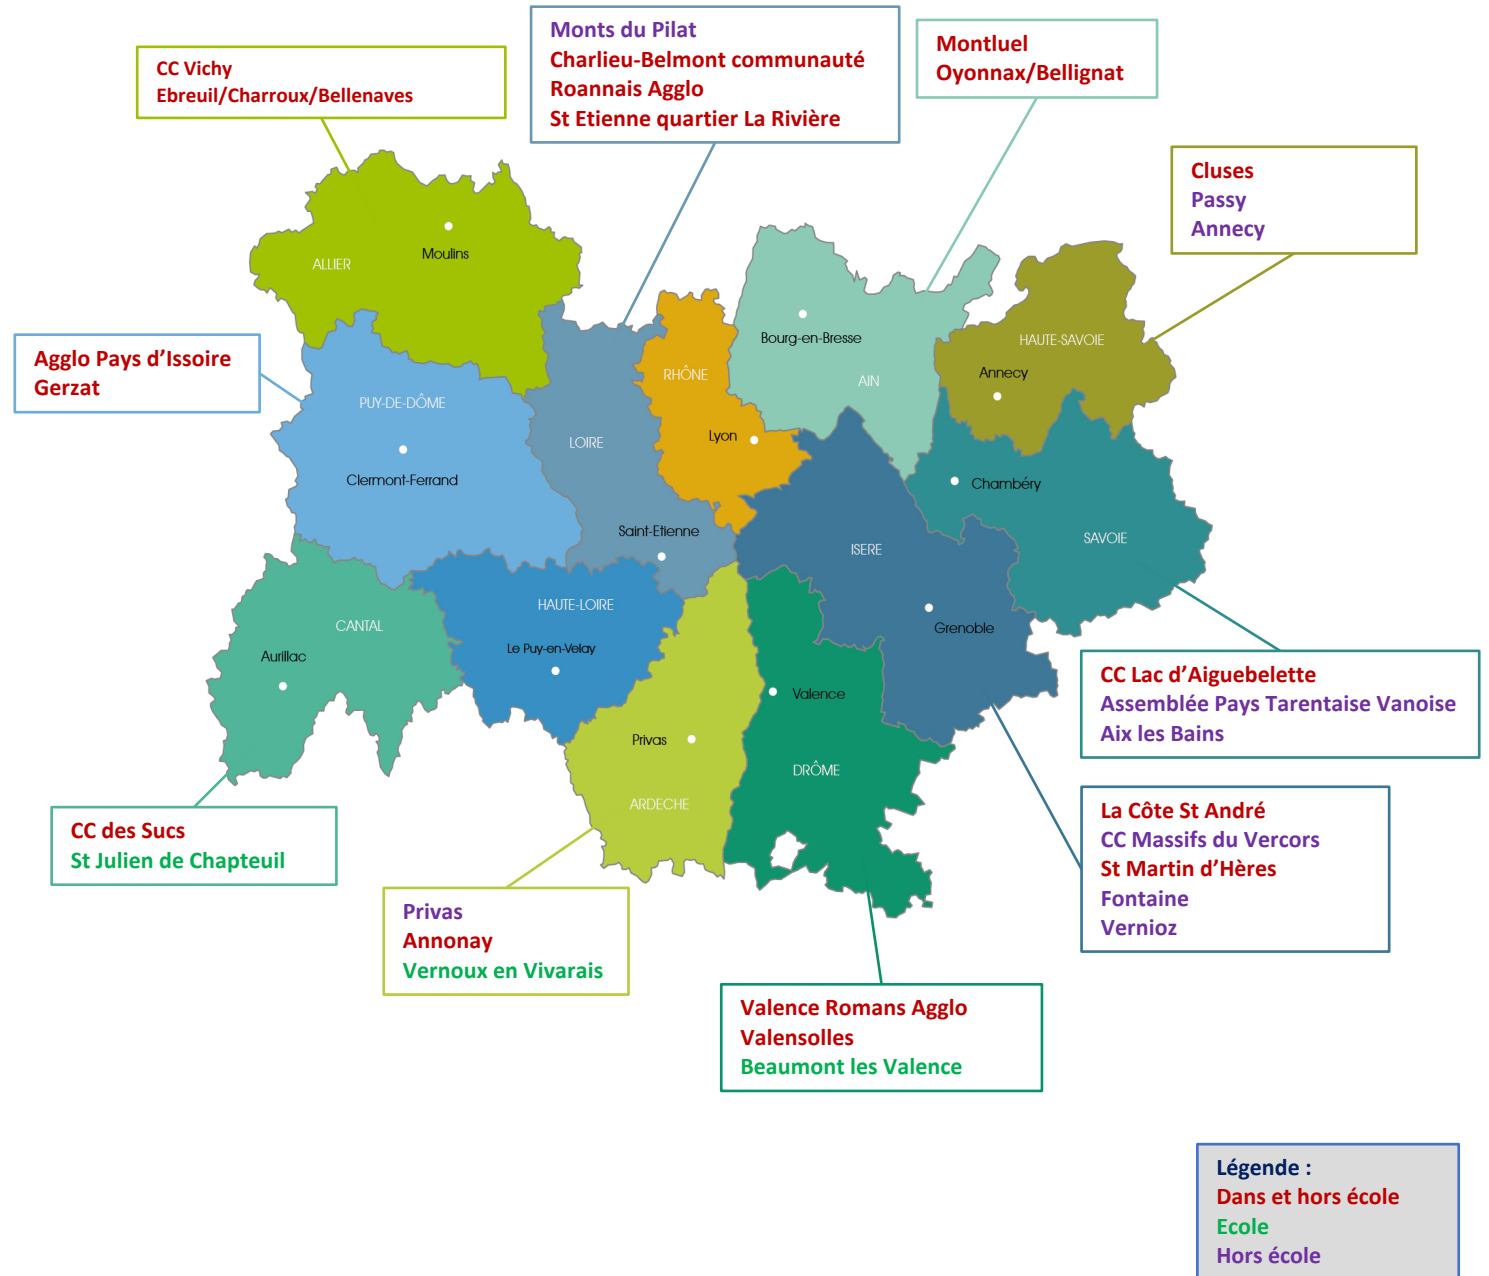 Monts du Pilat
Charlieu-Belmont communauté
Roannais Agglo
St Etienne quartier La Rivière
Montluel
Oyonnax/Bellignat
CC Vichy
Ebreuil/Charroux/Bellenaves
Cluses
Passy
Annecy
Agglo Pays d’Issoire
Gerzat
ALLIER
Moulins
PUY-DE-DÔME
Clermont-Ferrand
LOIRE
Saint-Etienne
RHÔNE
Lyon
Bourg-en-Bresse
AIN
HAUTE-SAVOIE
Annecy
Chambéry
SAVOIE
ISERE
Grenoble
CANTAL
Aurillac
HAUTE-LOIRE
Le Puy-en-Velay
Privas
ARDECHE
Valence
DRÔME
CC Lac d’Aiguebelette
Assemblée Pays Tarentaise Vanoise
Aix les Bains
CC des Sucs
St Julien de Chapteuil
La Côte St André
CC Massifs du Vercors
St Martin d’Hères
Fontaine
Vernioz
Privas
Annonay
Vernoux en Vivarais
Valence Romans Agglo
Valensolles
Beaumont les Valence
Légende :
Dans et hors école
Ecole
Hors école